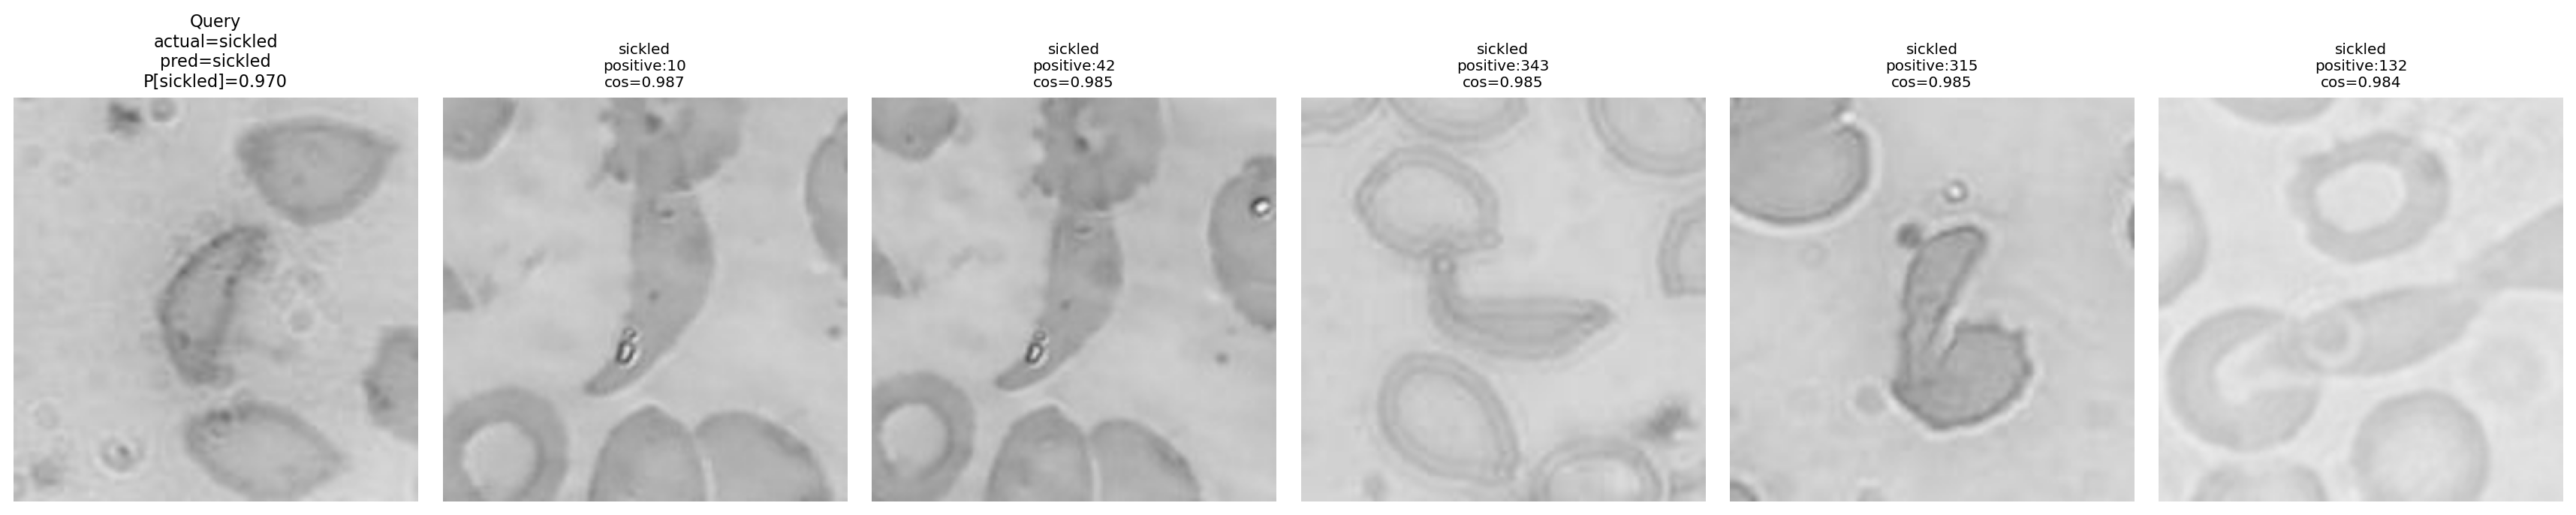 Query
actual=sickled
pred=sickled
P[sickled]=0.970
sickled
positive:10
cos=0.987
sickled
positive:42
cos=0.985
sickled
positive:343
cos=0.985
sickled
positive:315
cos=0.985
sickled
positive:132
cos=0.984